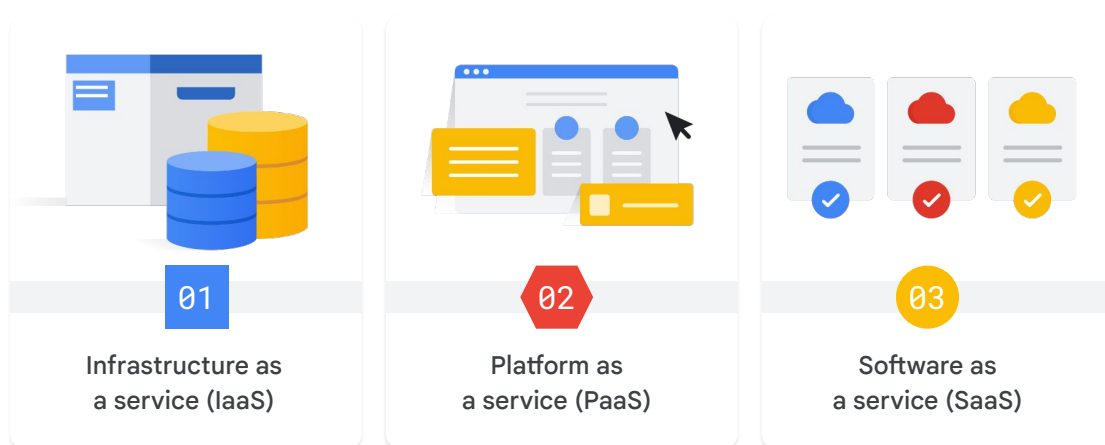 01
Infrastructure as
a service (IaaS)
02
Platform as
a service (PaaS)
03
Software as
a service (SaaS)